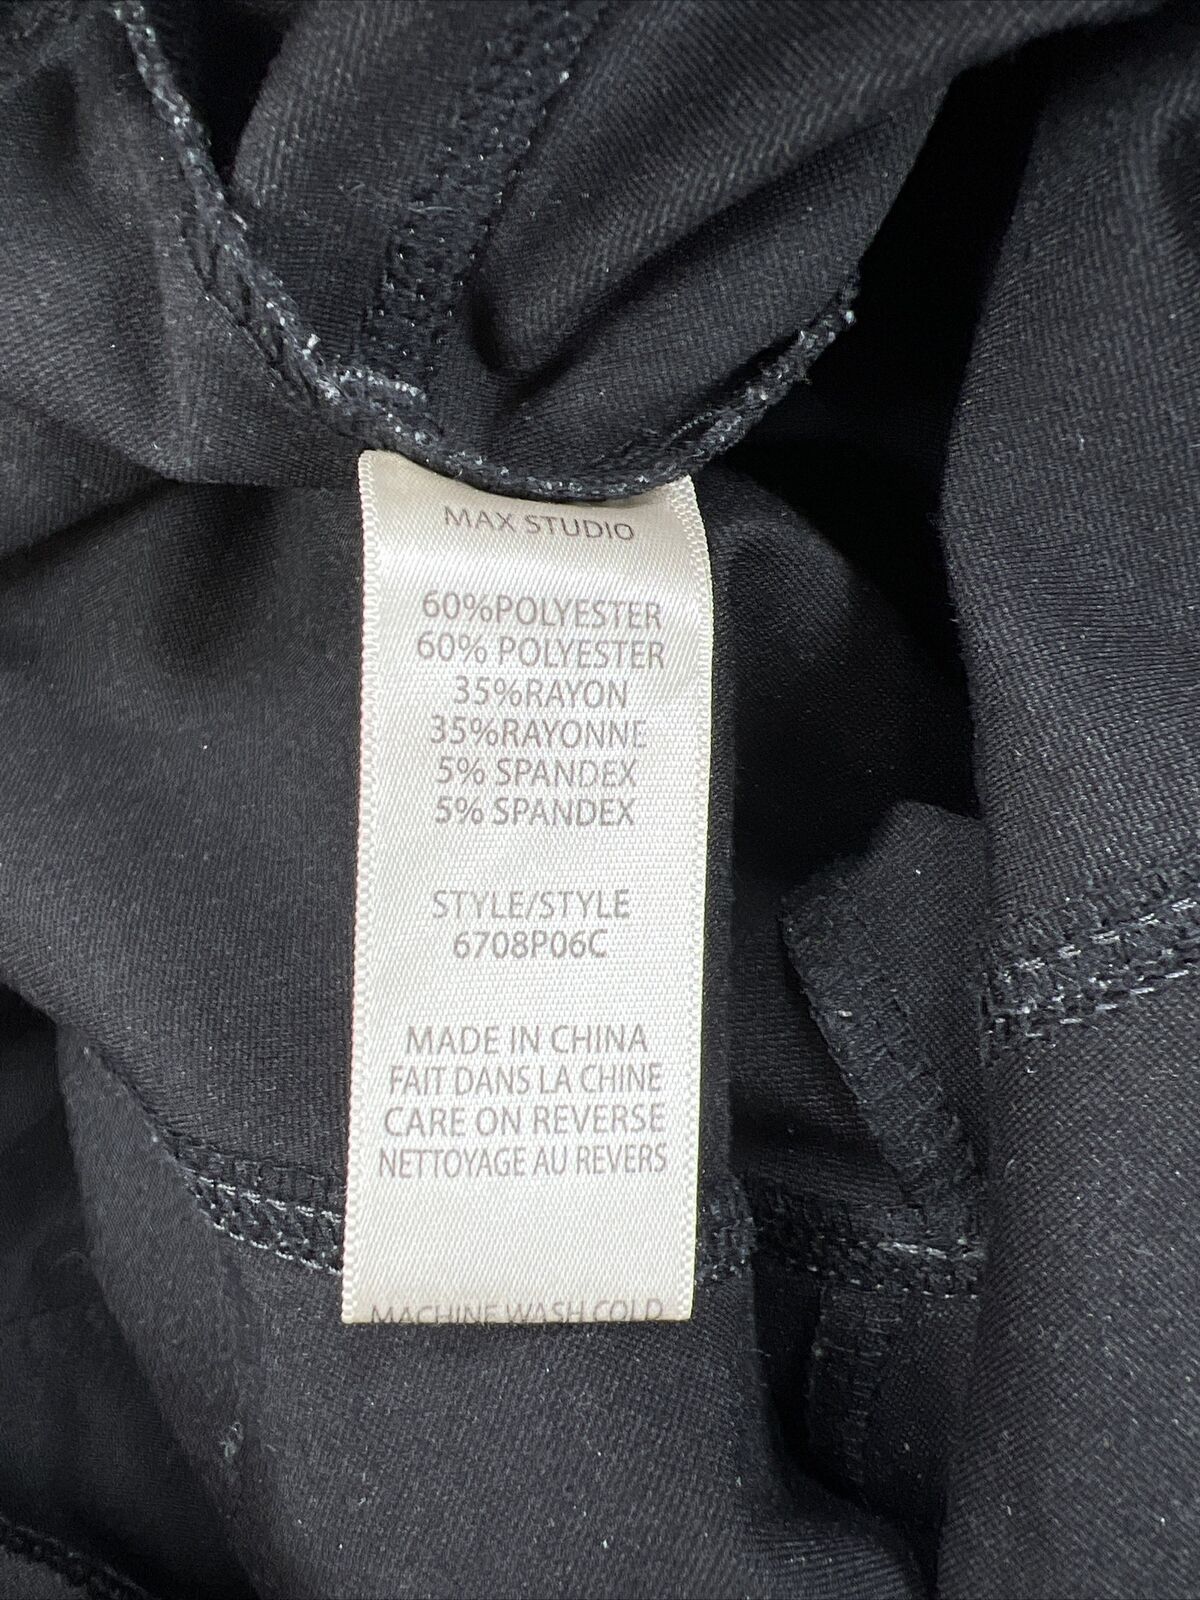 MAX STUDIO
60%POLYESTER
60% POLYESTER
35%RAYON
35%RAYONNE
5% SPANDEX
5% SPANDEX
STYLE/STYLE
6708P06C
MADE IN CHINA
FAIT DANS LA CHINE
CARE ON REVERSE
NETTOYAGE AU REVERS
MACHINE WASH COLD